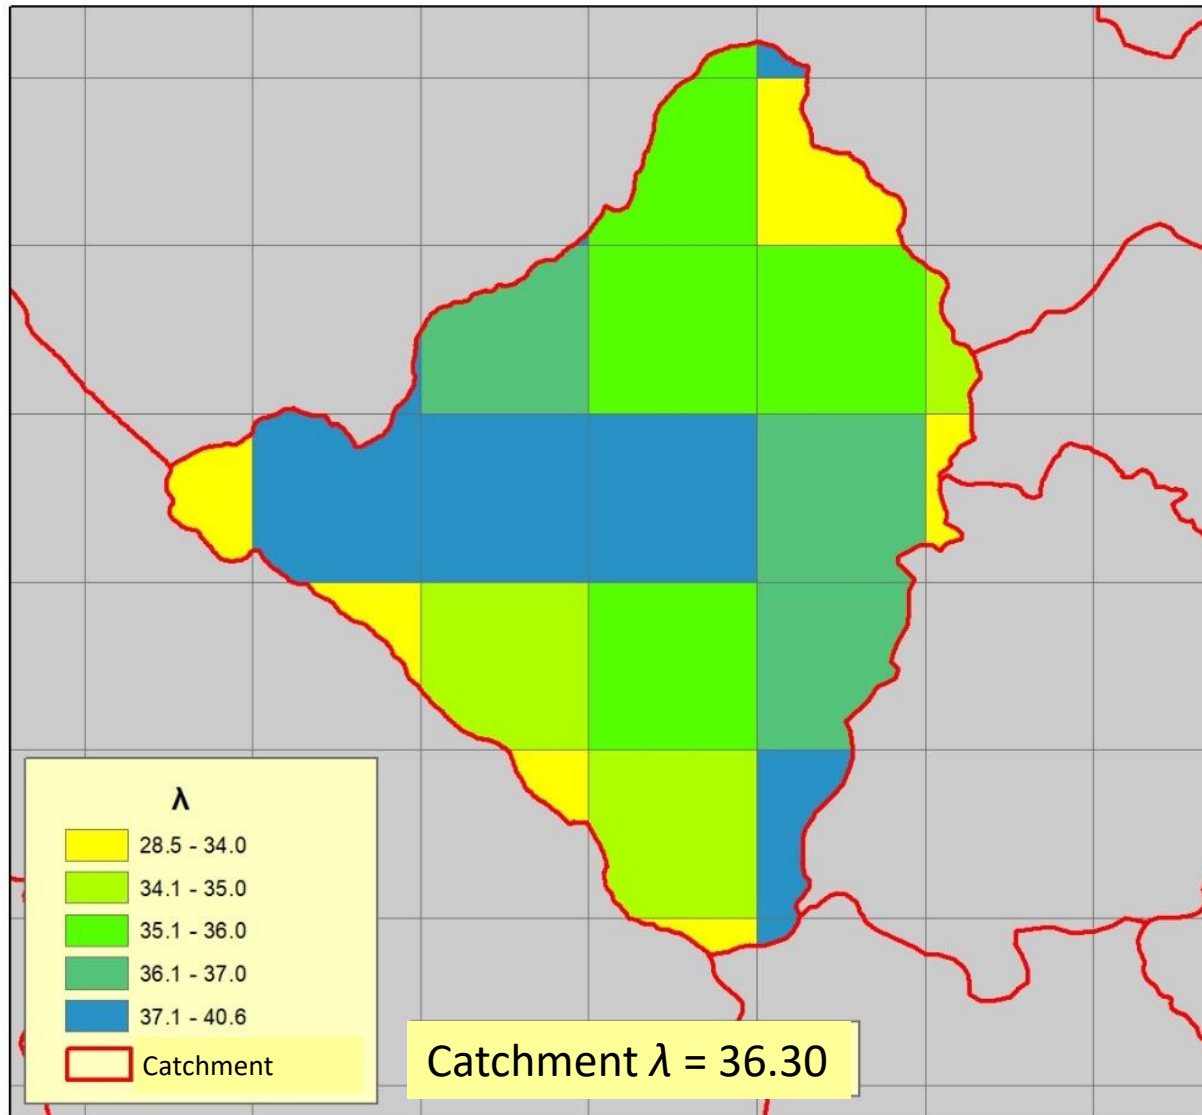 λ
28.5 - 34.0
34.1 - 35.0
35.1 - 36.0
36.1 - 37.0
37.1 - 40.6
Catchment
Catchment λ = 36.30